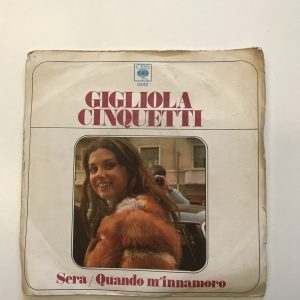 CBS
GIGLIOLA
CINQUETTI
Sera/Quando m'innamoro